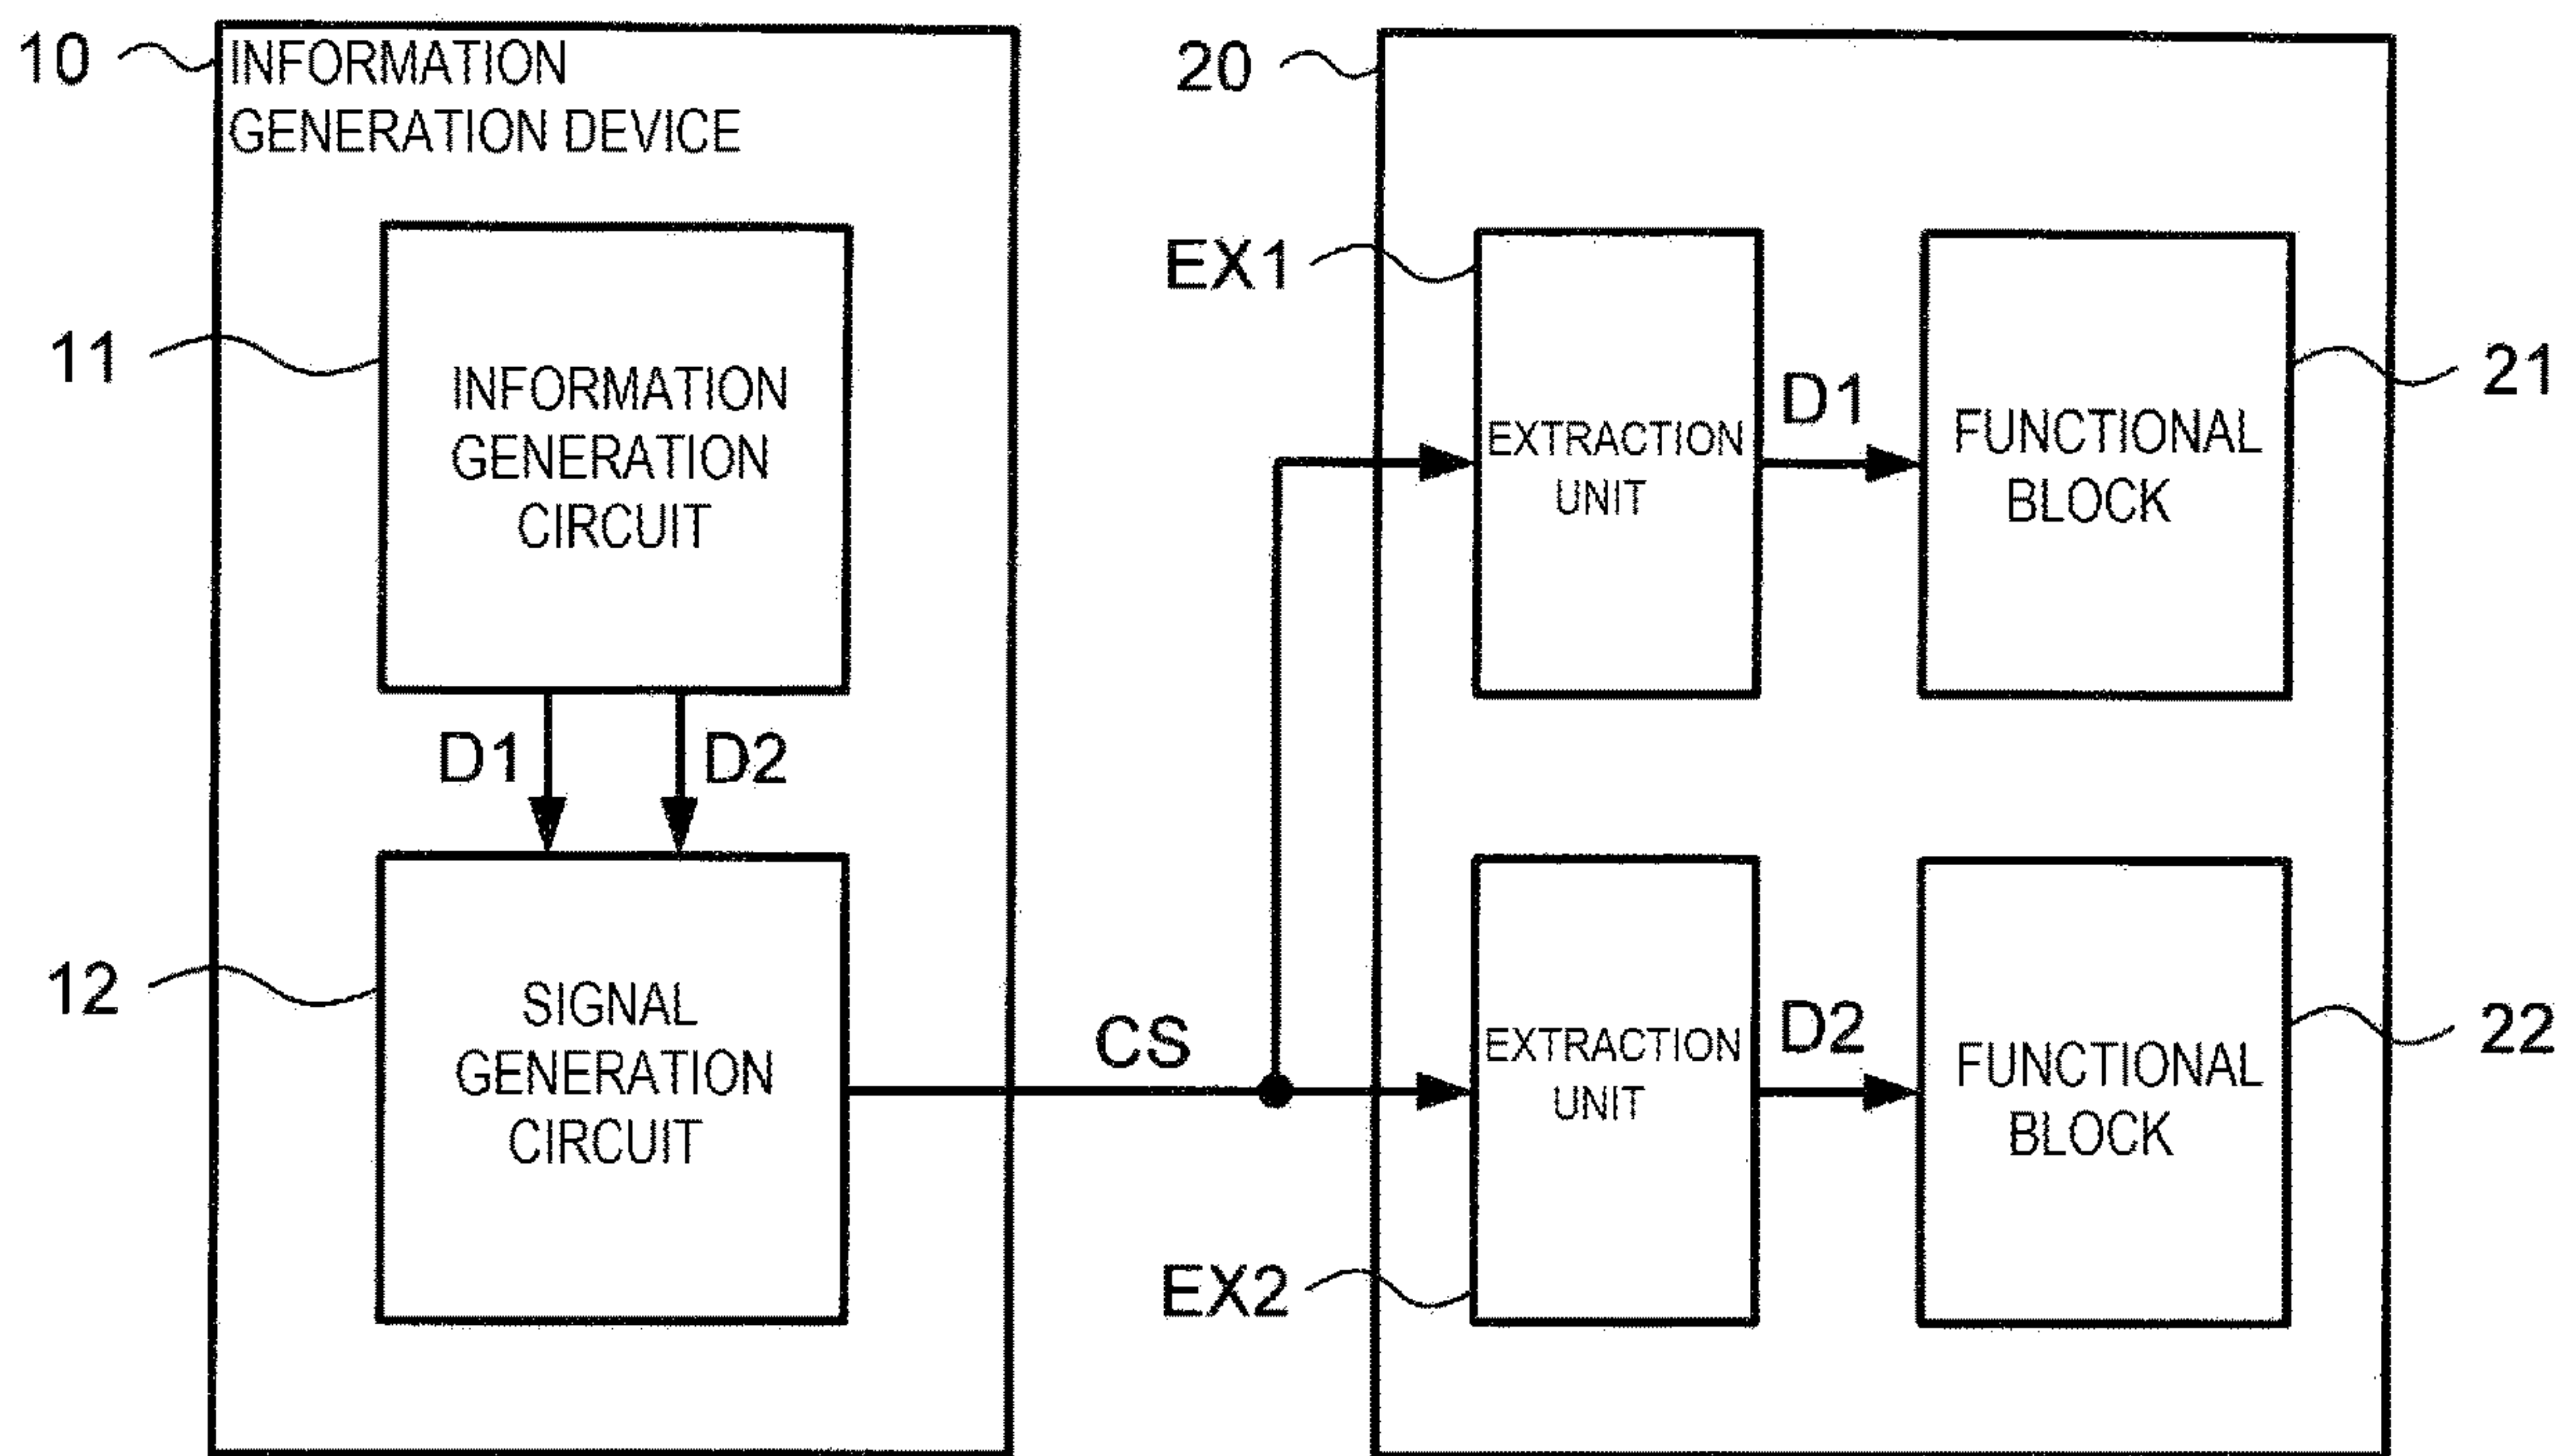 10
INFORMATION
GENERATION DEVICE
11
INFORMATION
GENERATION
CIRCUIT
D1
D2
12
SIGNAL
GENERATION
CIRCUIT
CS
20
EX1
EXTRACTION
UNIT
D1
FUNCTIONAL
BLOCK
21
EX2
EXTRACTION
UNIT
D2
FUNCTIONAL
BLOCK
22